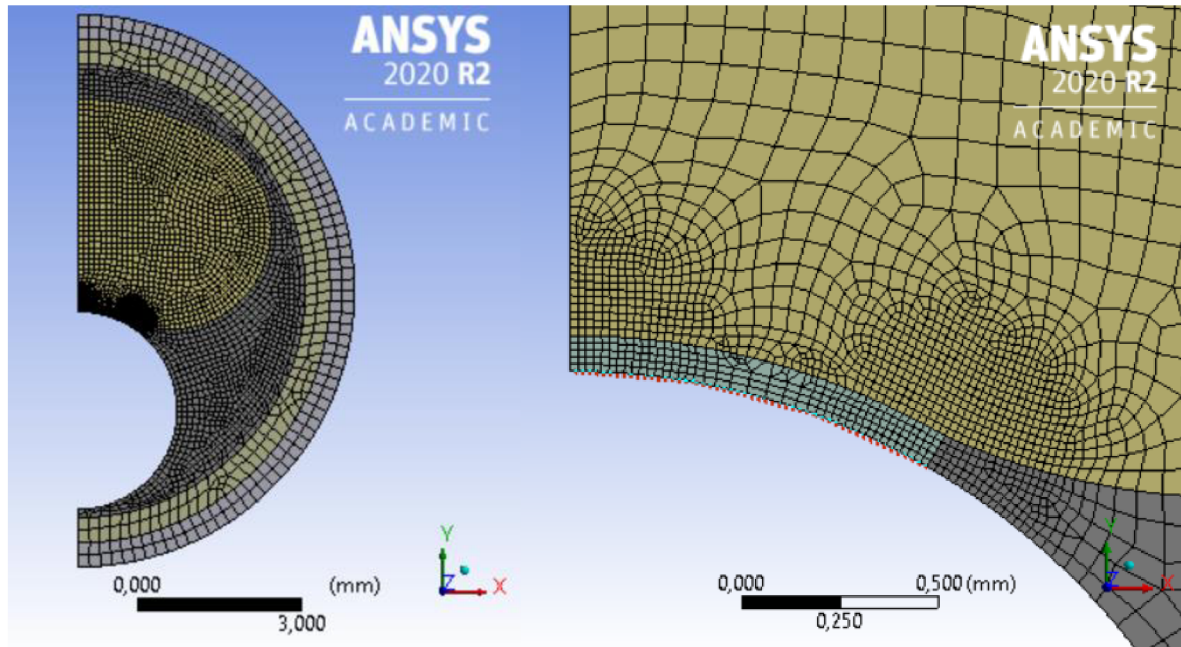 ANSYS
2020 R2
ACADEMIC
Y
Z
X
0,000
(mm)
3,000
ANSYS
2020 R2
ACADEMIC
Y
Z
X
0,000
0,500 (mm)
0,250